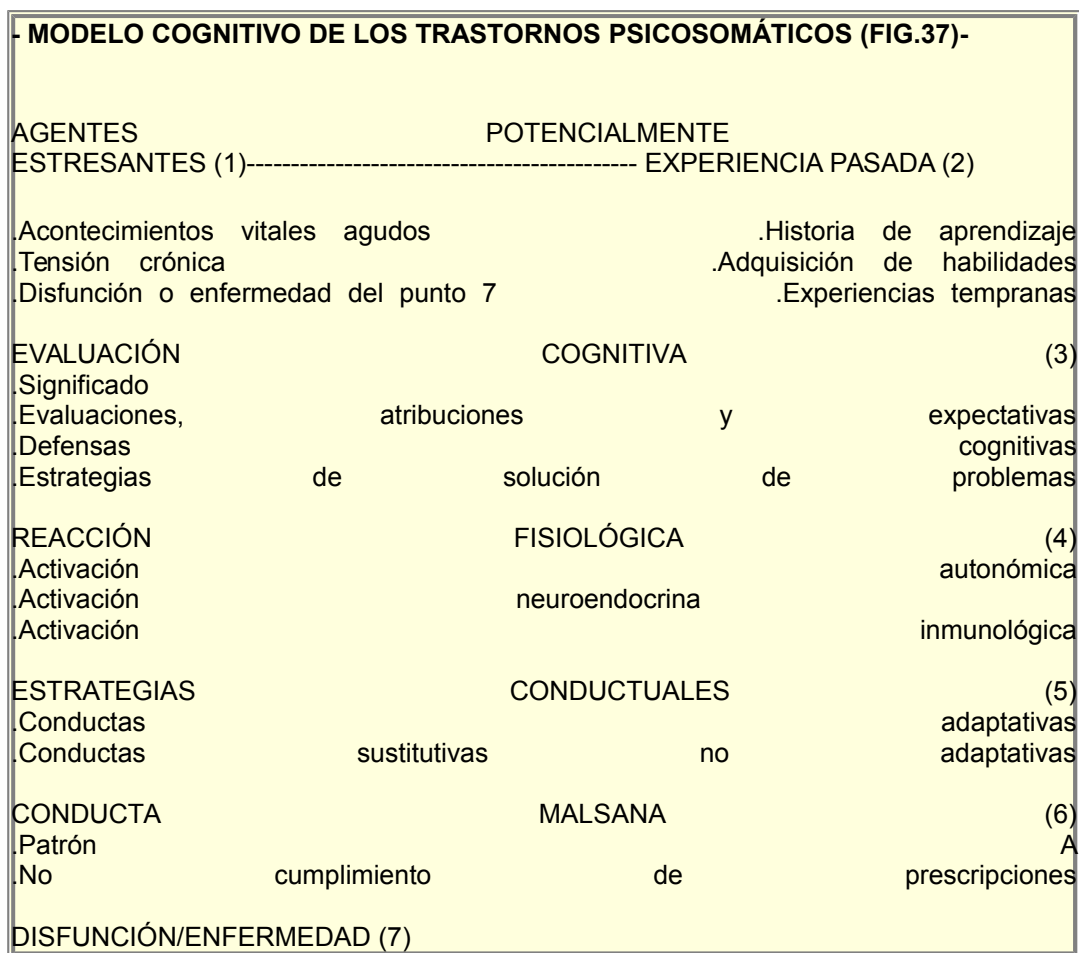 - MODELO COGNITIVO DE LOS TRASTORNOS PSICOSOMÁTICOS (FIG.37)-
AGENTES POTENCIALMENTE
ESTRESANTES (1)------------------------------------------- EXPERIENCIA PASADA (2)
.Acontecimientos vitales agudos .Historia de aprendizaje
.Tensión crónica .Adquisición de habilidades
.Disfunción o enfermedad del punto 7 .Experiencias tempranas
EVALUACIÓN COGNITIVA (3)
.Significado
.Evaluaciones, atribuciones y expectativas
.Defensas cognitivas
.Estrategias de solución de problemas
REACCIÓN FISIOLÓGICA (4)
.Activación autonómica
.Activación neuroendocrina
.Activación inmunológica
ESTRATEGIAS CONDUCTUALES (5)
.Conductas adaptativas
.Conductas sustitutivas no adaptativas
CONDUCTA MALSANA (6)
.Patrón A
.No cumplimiento de prescripciones
DISFUNCIÓN/ENFERMEDAD (7)